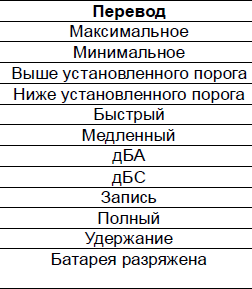 Перевод
Максимальное
Минимальное
Выше установленного порога
Ниже установленного порога
Быстрый
Медленный
дБА
дБС
Запись
Полный
Удержание
Батарея разряжена